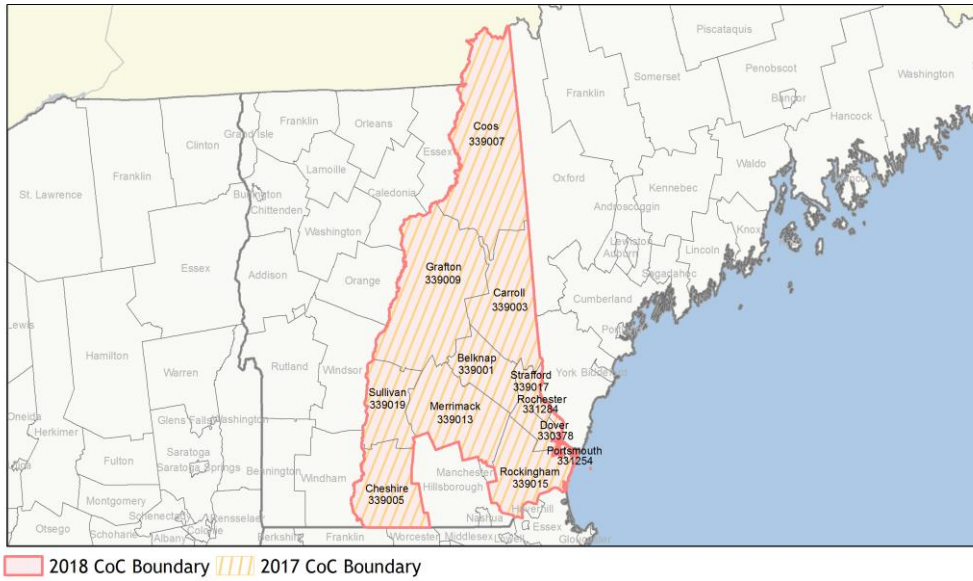 Piscataquis
Penobscot
Washington
Somerset
Franklin
Bangor
Hancock
Coos
339007
Clinton
Franklin
Grand Isle
Franklin
Orleans
Essex
Lamoille
St. Lawrence
Caledonia
Burlington
Chittenden
Washington
Oxford
Waldo
Kennebec
Androscoggin
Knox
Lewiston
Auburn
Lincoln
Sagadahoc
Essex
Addison
Orange
Grafton
339009
Carroll
339003
Cumberland
Lewis
Hamilton
Warren
Rutland
Windsor
Belknap
339001
Strafford
339017
York
Biddeford
Rochester
331284
Sullivan
339019
Merrimack
339013
Dover
330378
Oneida
Herkimer
Glens Falls
Washington
Saratoga
Saratoga Springs
Fulton
Portsmouth
331254
Rockingham
339015
Manchester
Hillsborough
Bennington
Windham
Cheshire
339005
Montgomery
Schenectady
Nashua
Haverhill
Essex
Otsego
Schoharie
Albany
Berkshire
Franklin
Worcester
Middlesex
Lowell
2018 CoC Boundary
2017 CoC Boundary